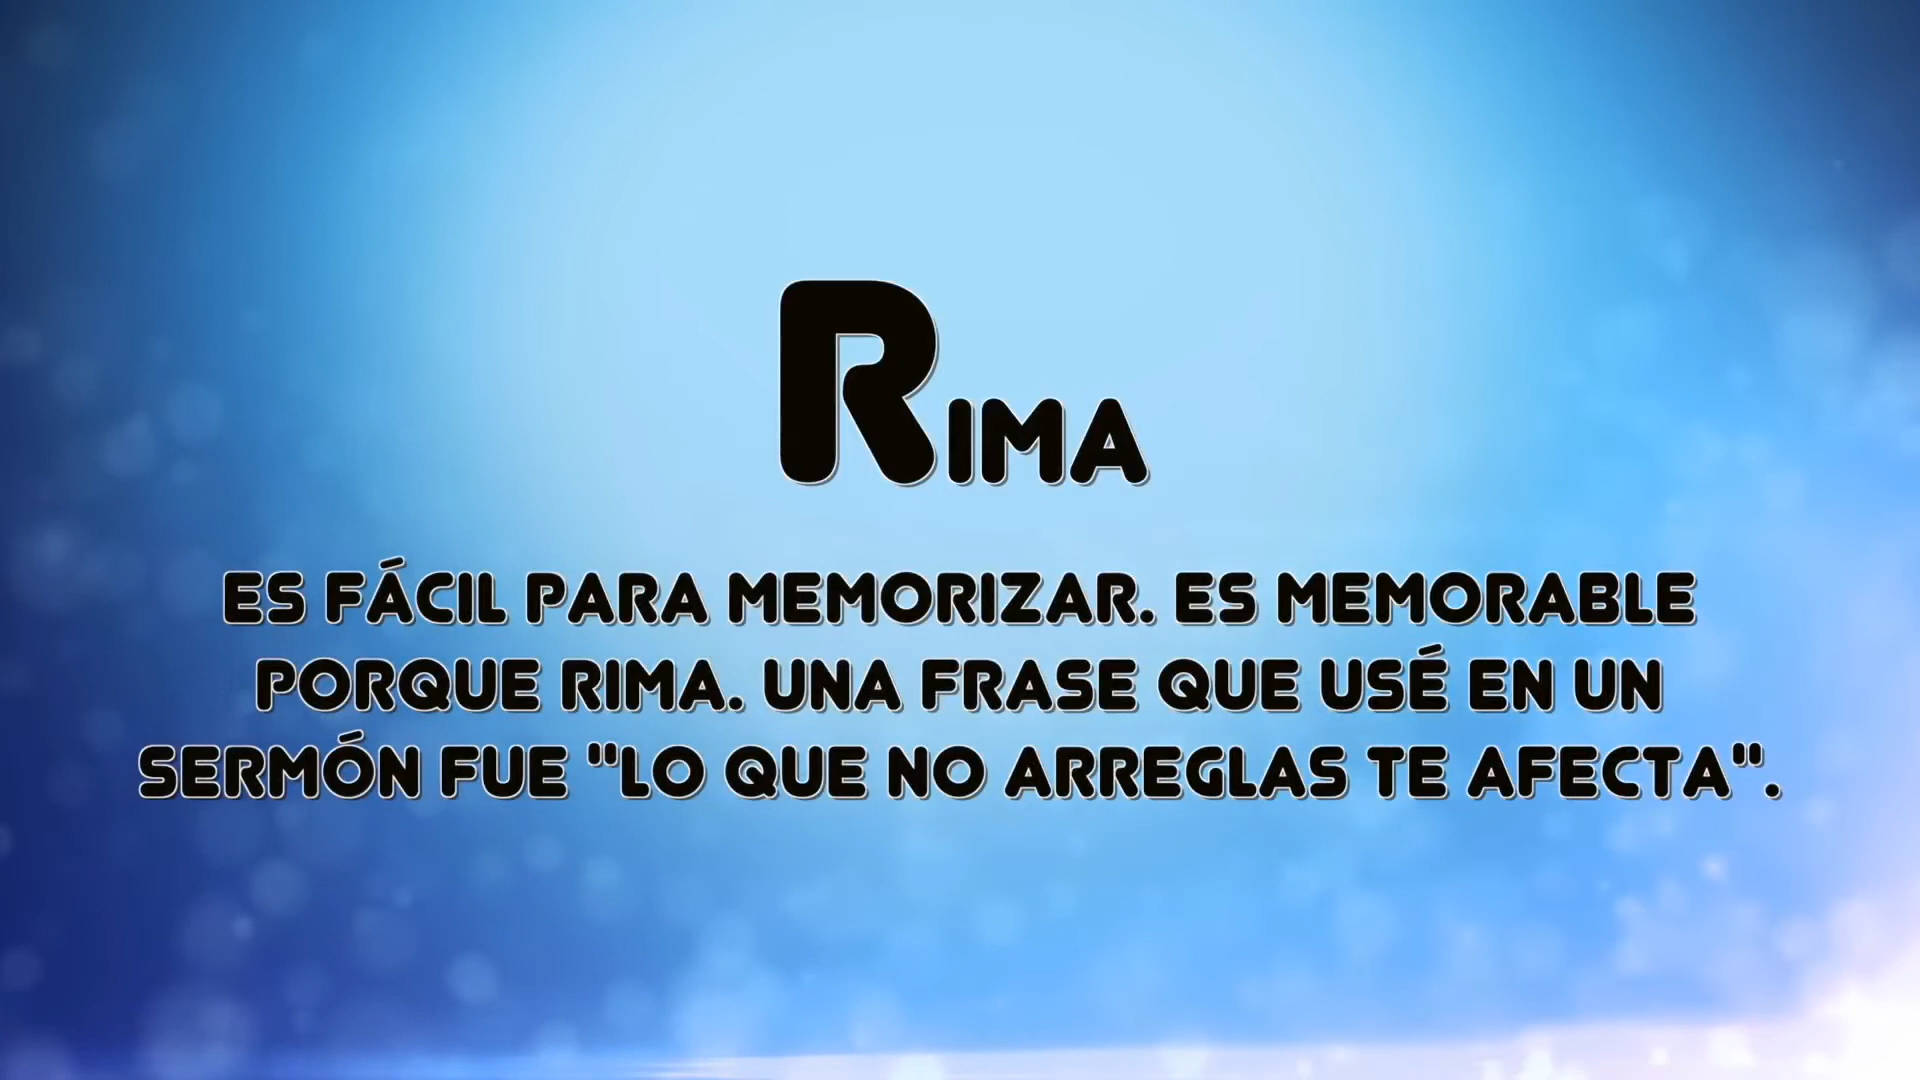 RIMA
ES FÁCIL PARA MEMORIZAR. ES MEMORABLE
PORQUE RIMA. UNA FRASE QUE USÉ EN UN
SERMÓN FUE "LO QUE NO ARREGLAS TE AFECTA".